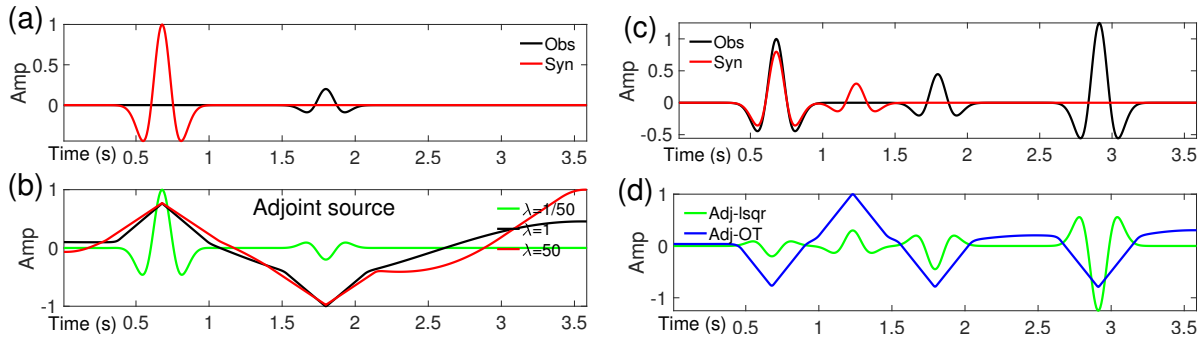 (a)
1
0.5
0
Amp
Obs
Syn
Time (s)
0.5
1
1.5
2
2.5
3
3.5
(b)
1
0
-1
Amp
Adjoint source
λ=1/50
λ=1
λ=50
Time (s)
0.5
1
1.5
2
2.5
3
3.5
(c)
1
0.5
0
-0.5
Amp
Obs
Syn
Time (s)
0.5
1
1.5
2
2.5
3
3.5
(d)
1
0
-1
Amp
Adj-lsqr
Adj-OT
Time (s)
0.5
1
1.5
2
2.5
3
3.5